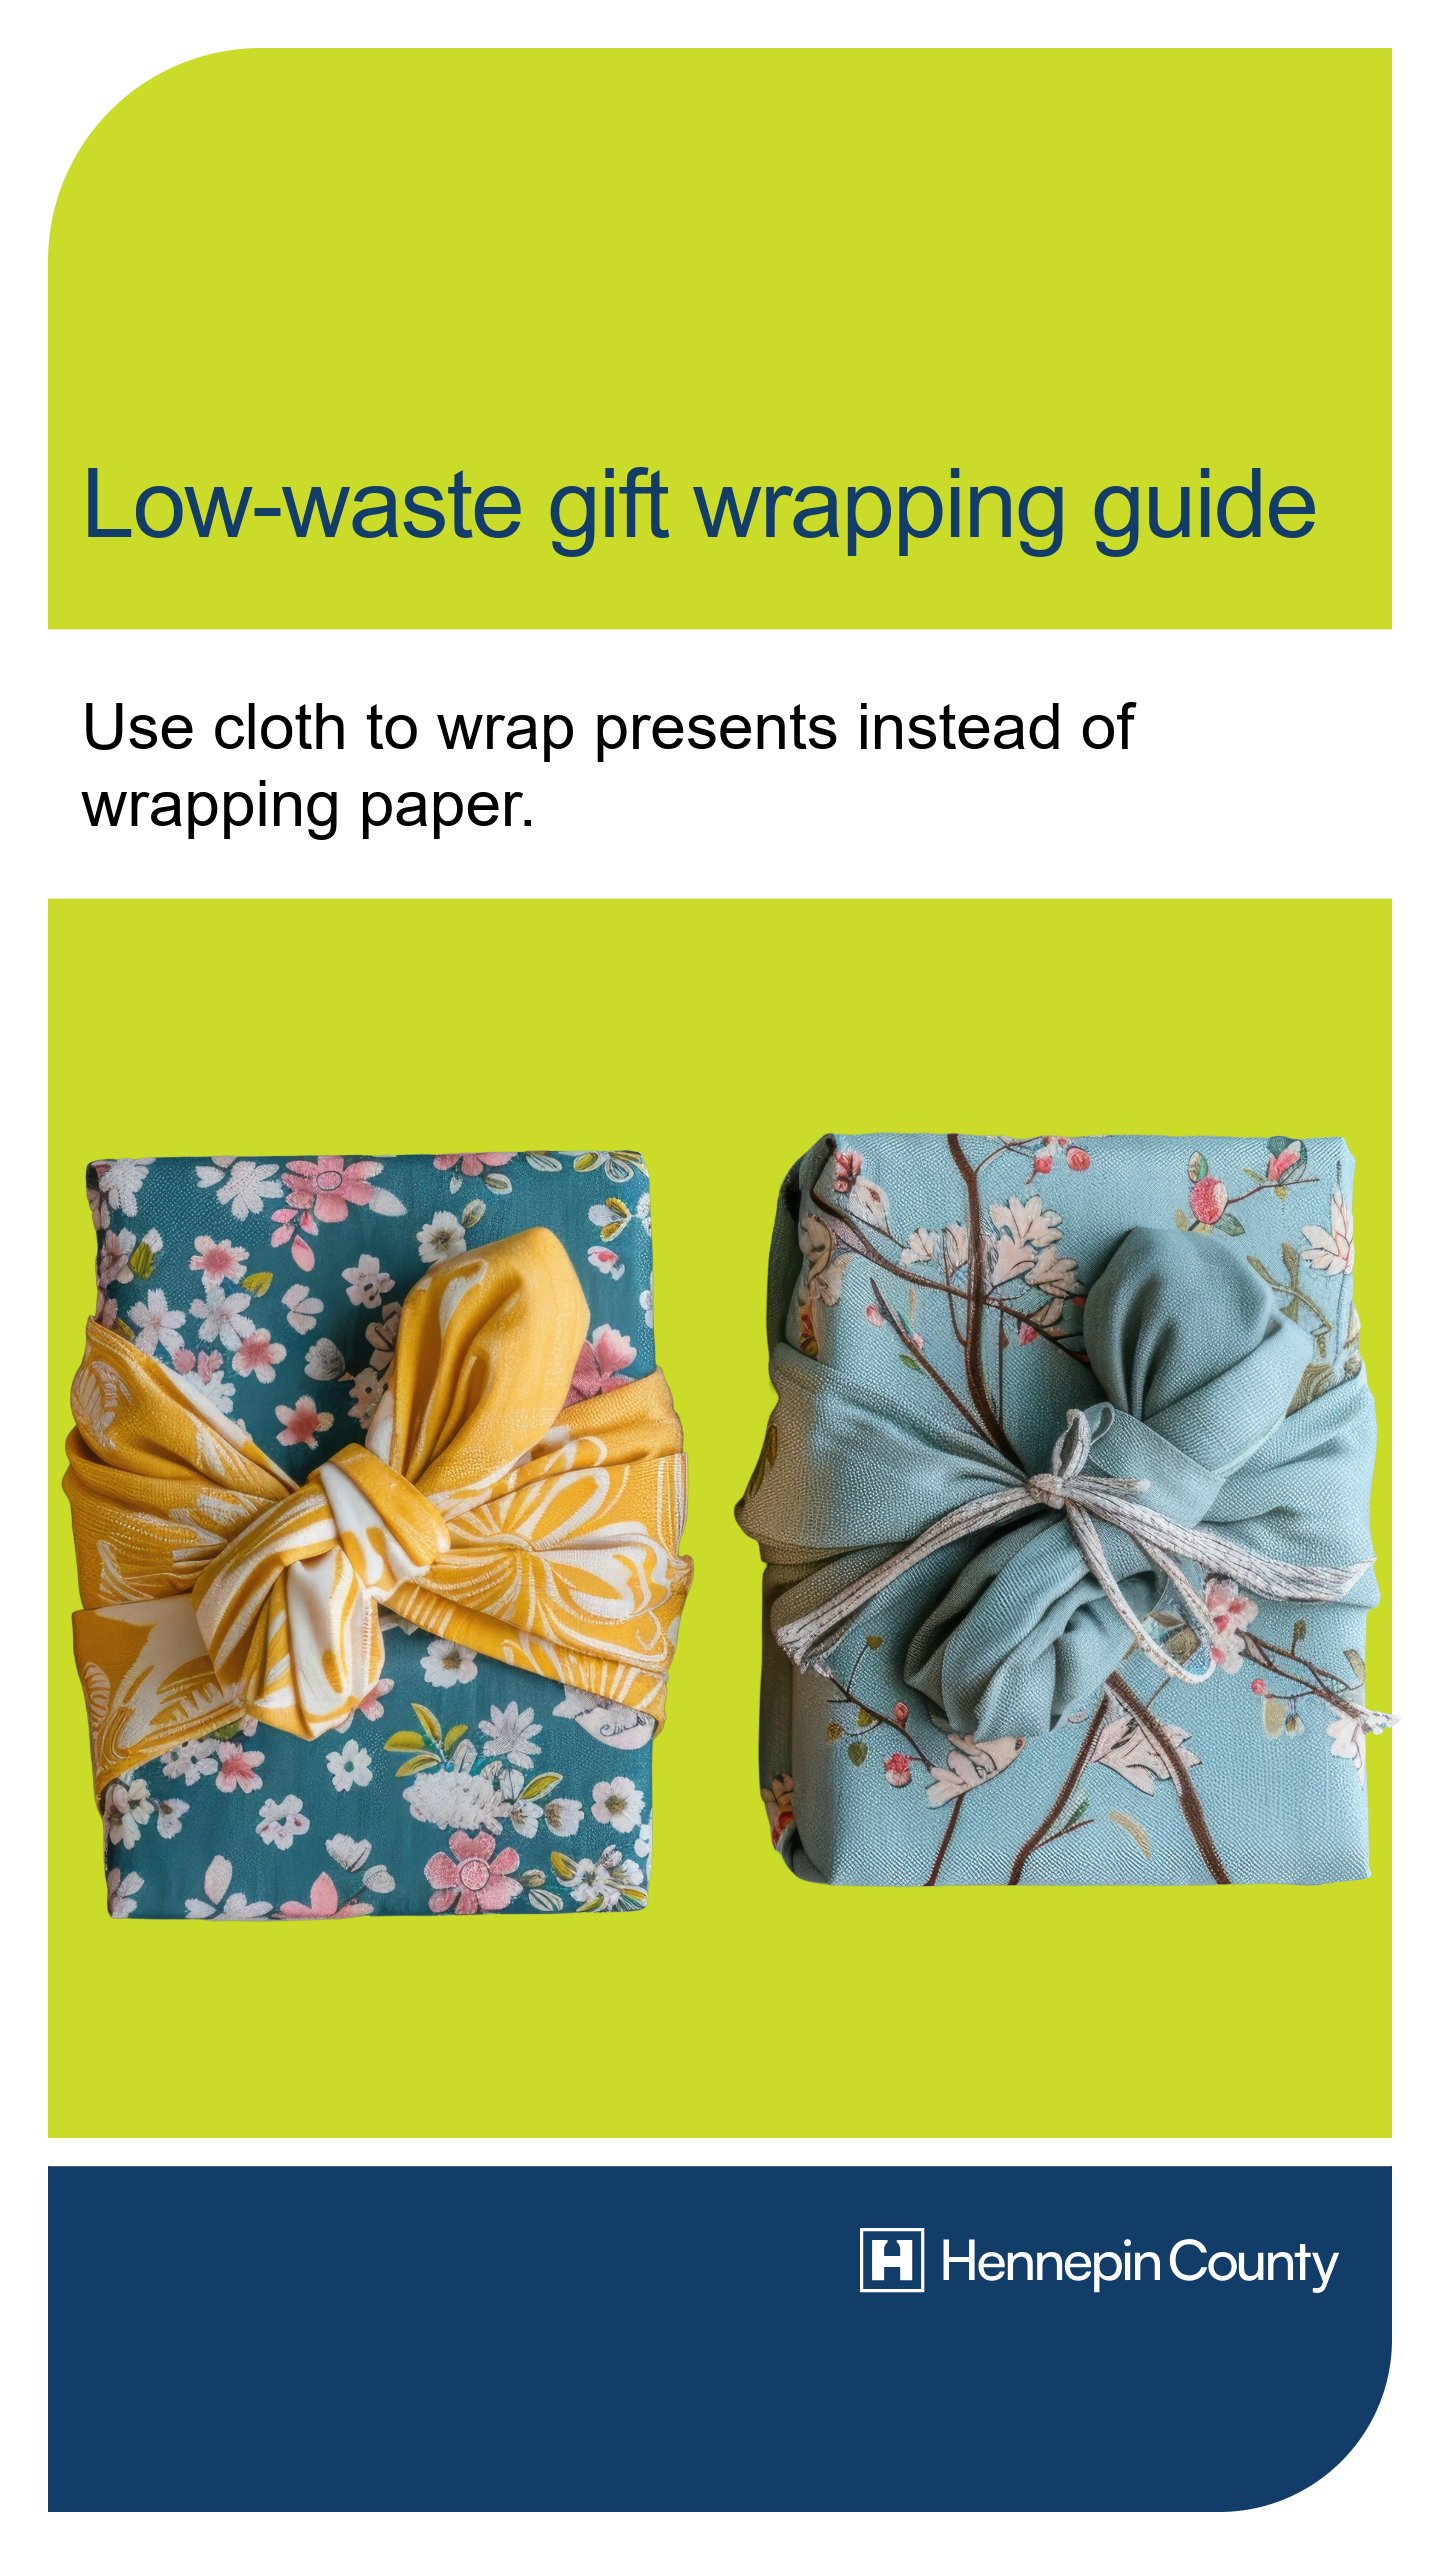 Low-waste gift wrapping guide
Use cloth to wrap presents instead of
wrapping paper.
Hennepin County